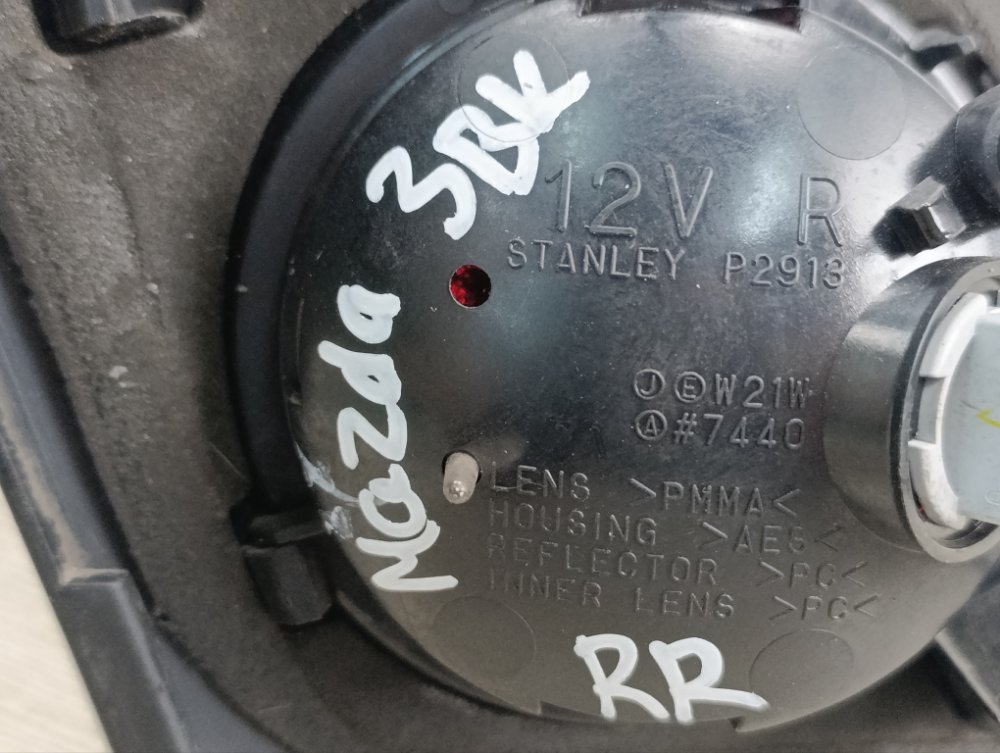 Mazda 3BK
12V R
STANLEY P2913
Ⓙ Ⓔ W21W
Ⓐ #7440
LENS >PMMA<
HOUSING >AES<
REFLECTOR >PC<
INNER LENS >PC<
RR